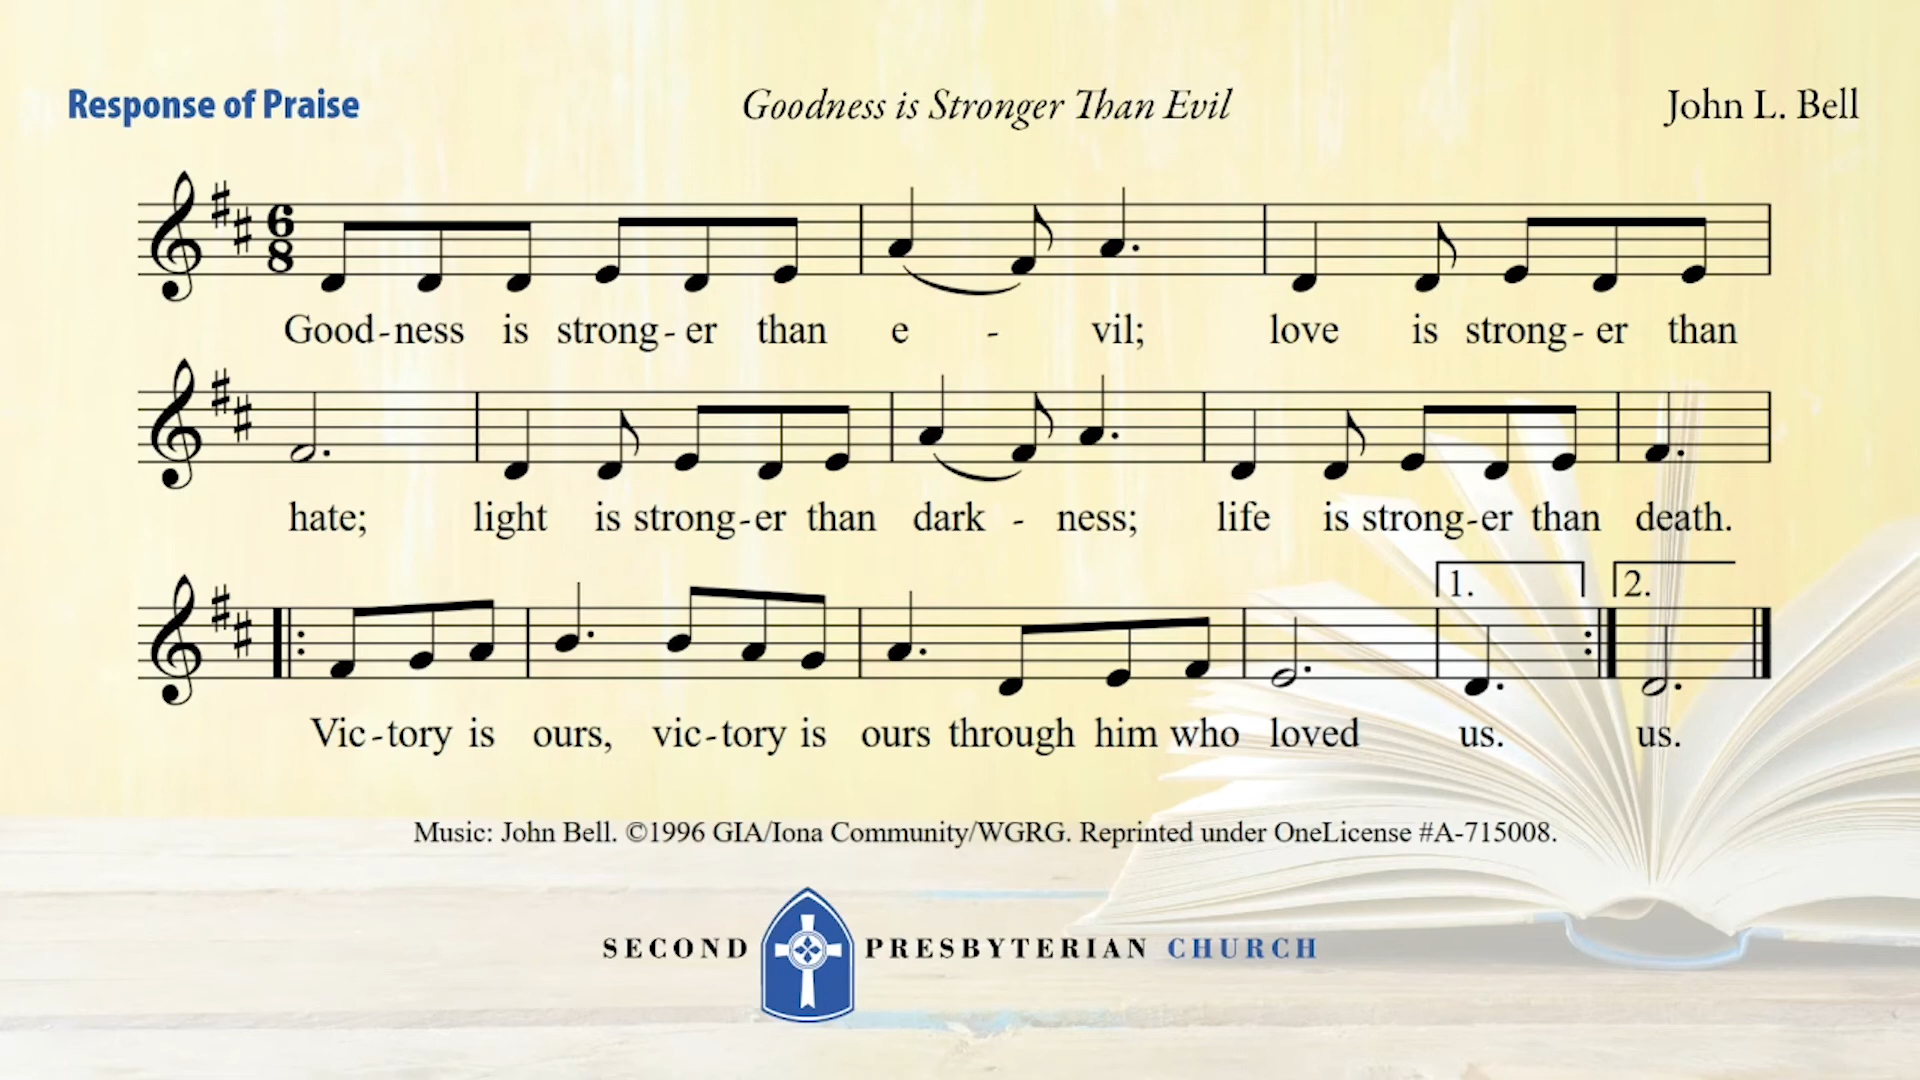 Response of Praise
Goodness is Stronger Than Evil
John L. Bell
6
8
Good-ness is strong-er than e - vil; love is strong-er than
hate; light is strong-er than dark - ness; life is strong-er than death.
1. 2.
Vic-tory is ours, vic-tory is ours through him who loved us. us.
Music: John Bell. ©1996 GIA/Iona Community/WGRG. Reprinted under OneLicense #A-715008.
SECOND PRESBYTERIAN CHURCH